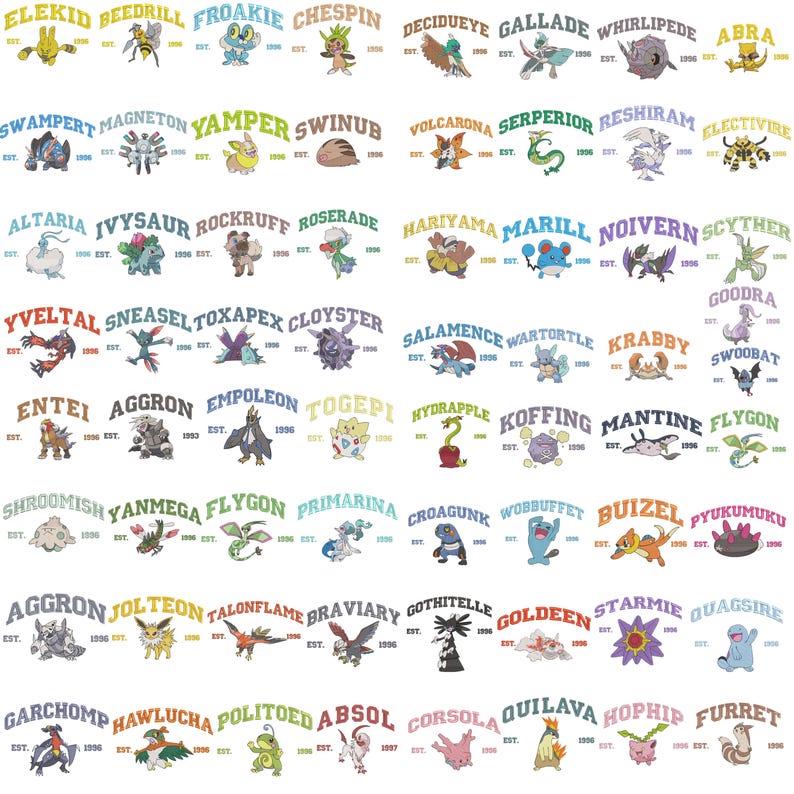 ELEKID BEEDRILL FROAKIE CHESPIN DECIDUEYE GALLADE WHIRLIPEDE ABRA
EST. 1996 EST. 1996 EST. 1996 EST. 1996 EST. 1996 EST. 1996 EST. 1996 EST. 1996
SWAMPERT MAGNETON YAMPER SWINUB VOLCARONA SERPERIOR RESHIRAM ELECTIVIRE
EST. 1996 EST. 1996 EST. 1996 EST. 1996 EST. 1996 EST. 1996 EST. 1996 EST. 1996
ALTARIA IVYSAUR ROCKRUFF ROSERADE HARIYAMA MARILL NOIVERN SCYTHER
EST. 1996 EST. 1996 EST. 1996 EST. 1996 EST. 1996 EST. 1996 EST. 1996 EST. 1996
GOODRA
EST. 1996
YVELTAL SNEASEL TOXAPEX CLOYSTER SALAMENCE WARTORTLE KRABBY SWOOBAT
EST. 1996 EST. 1996 EST. 1996 EST. 1996 EST. 1996 EST. 1996 EST. 1996 EST. 1996
ENTEI AGGRON EMPOLEON TOGEPI HYDRAPPLE KOFFING MANTINE FLYGON
EST. 1996 EST. 1993 EST. 1996 EST. 1996 EST. 1996 EST. 1996 EST. 1996 EST. 1996
SHROOMISH YANMEGA FLYGON PRIMARINA CROAGUNK WOBBUFFET BUIZEL PYUKUMUKU
EST. 1996 EST. 1996 EST. 1996 EST. 1996 EST. 1996 EST. 1996 EST. 1996 EST. 1996
AGGRON JOLTEON TALONFLAME BRAVIARY GOTHITELLE GOLDEEN STARMIE QUAGSIRE
EST. 1996 EST. 1996 EST. 1996 EST. 1996 EST. 1996 EST. 1996 EST. 1996 EST. 1996
GARCHOMP HAWLUCHA POLITOED ABSOL CORSOLA QUILAVA HOPHIP FURRET
EST. 1996 EST. 1996 EST. 1996 EST. 1997 EST. 1996 EST. 1996 EST. 1996 EST. 1996